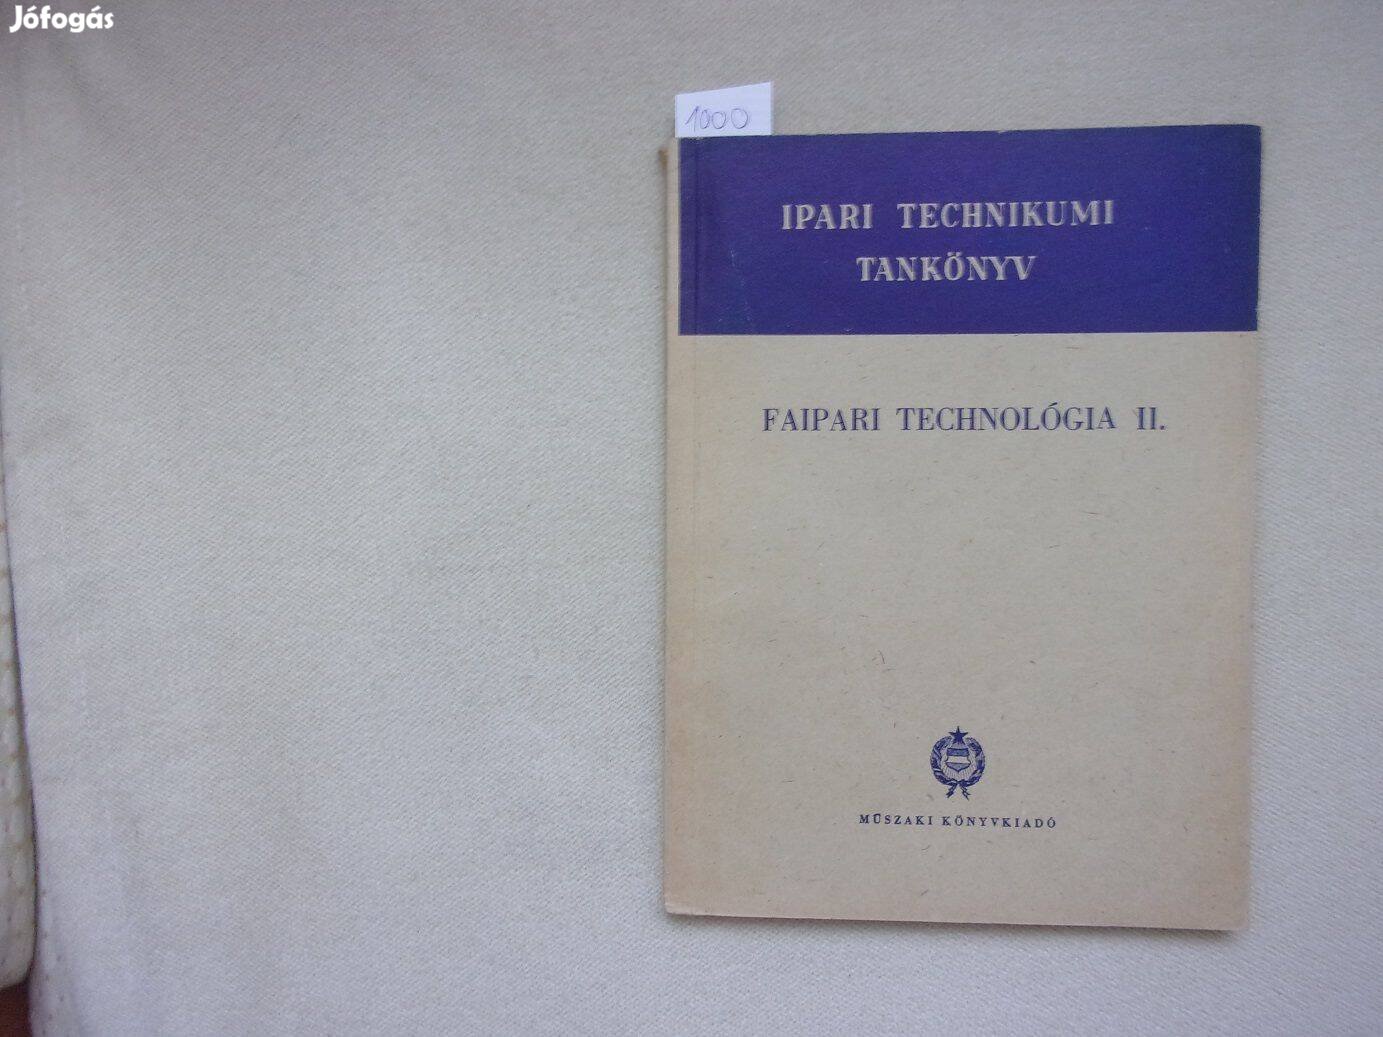 Jófogás
1000
IPARI TECHNIKUMI
TANKÖNYV
FAIPARI TECHNOLÓGIA II.
MŰSZAKI KÖNYVKIADÓ